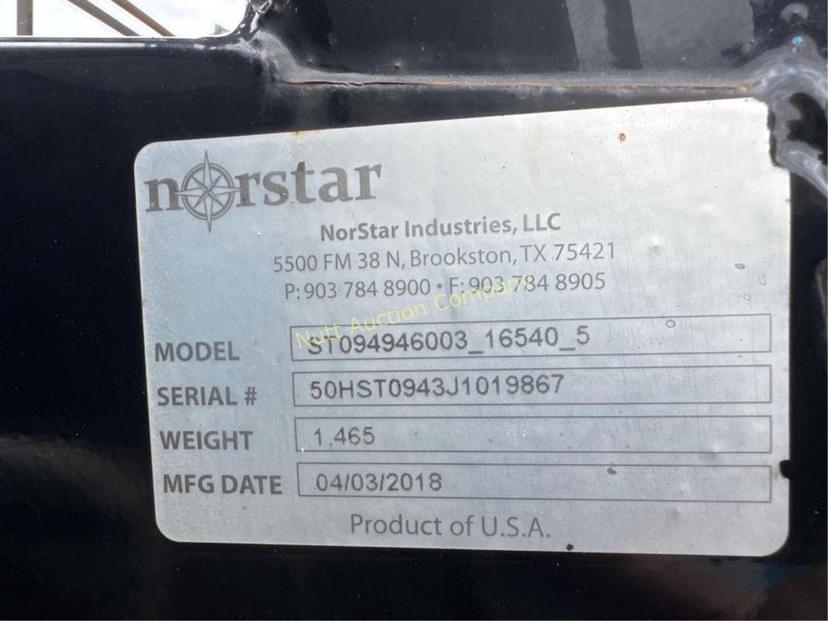 norstar
NorStar Industries, LLC
5500 FM 38 N, Brookston, TX 75421
P: 903 784 8900 • F: 903 784 8905
Nutt Auction Company
MODEL ST094946003_16540_5
SERIAL # 50HST0943J1019867
WEIGHT 1,465
MFG DATE 04/03/2018
Product of U.S.A.